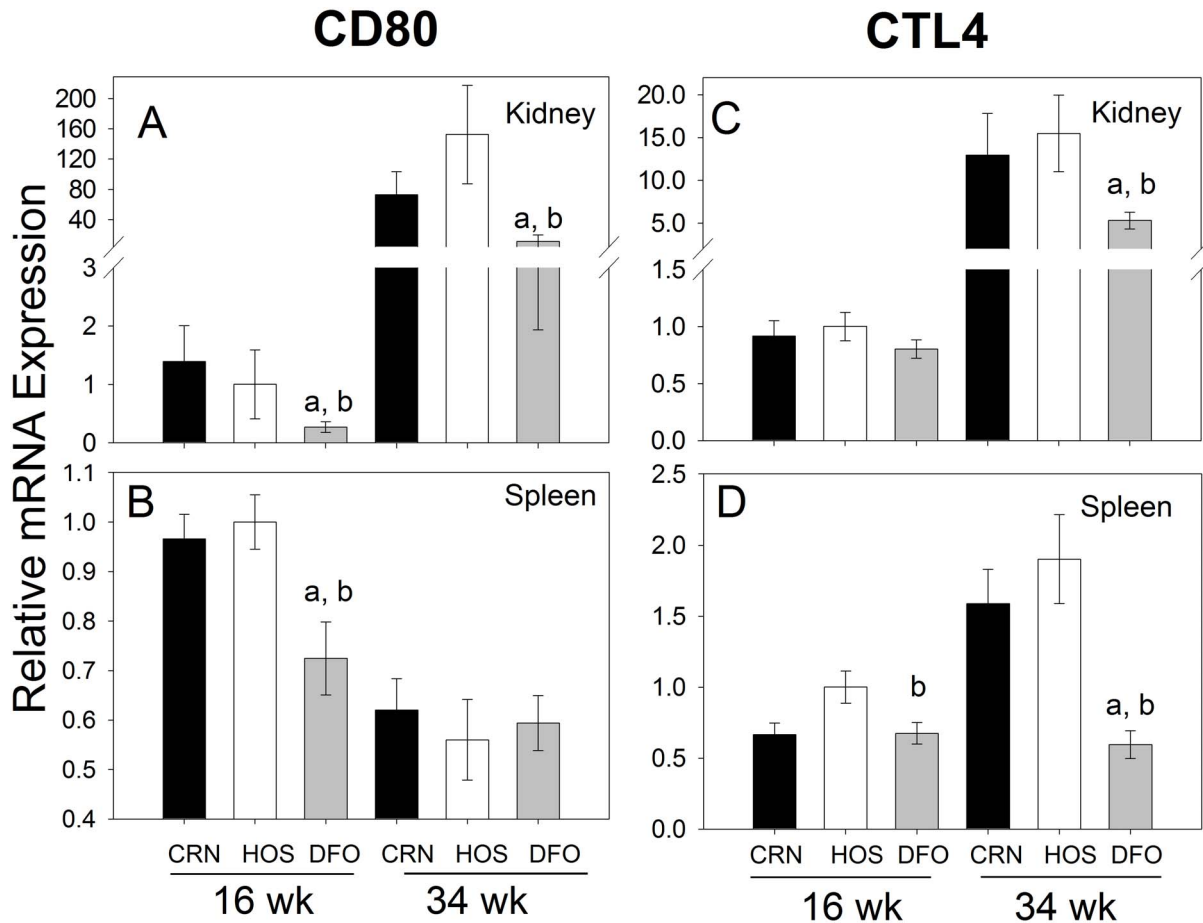 CD80
CTL4
Relative mRNA Expression
A
Kidney
200
160
120
80
40
3
2
1
0
a, b
a, b
C
Kidney
20.0
15.0
10.0
5.0
1.5
1.0
0.5
0.0
a, b
B
Spleen
1.1
1.0
0.9
0.8
0.7
0.6
0.5
0.4
a, b
CRN HOS DFO CRN HOS DFO
16 wk 34 wk
D
Spleen
2.5
2.0
1.5
1.0
0.5
0.0
b
a, b
CRN HOS DFO CRN HOS DFO
16 wk 34 wk